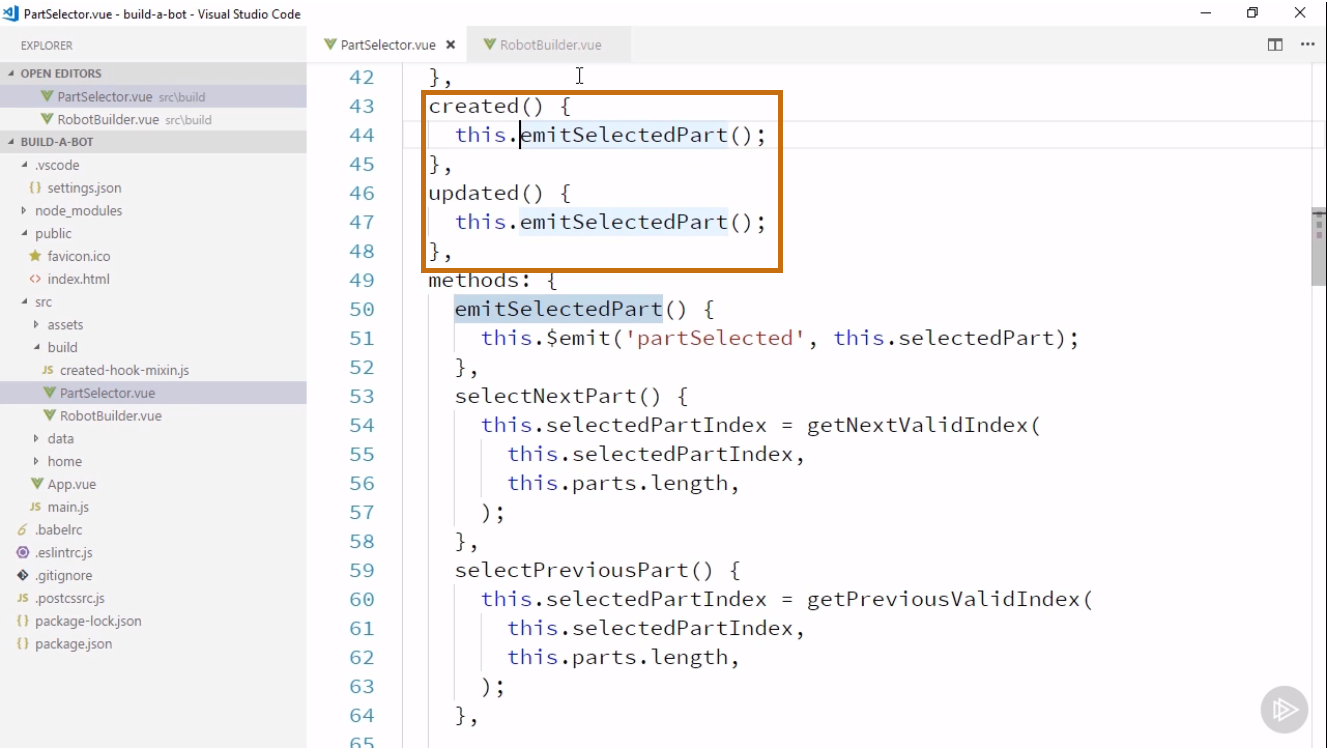 PartSelector.vue - build-a-bot - Visual Studio Code
EXPLORER
OPEN EDITORS
PartSelector.vue src\build
RobotBuilder.vue src\build
BUILD-A-BOT
.vscode
{} settings.json
node_modules
public
favicon.ico
<> index.html
src
assets
build
JS created-hook-mixin.js
PartSelector.vue
RobotBuilder.vue
data
home
App.vue
JS main.js
.babelrc
.eslintrc.js
.gitignore
JS .postcssrc.js
{} package-lock.json
{} package.json
PartSelector.vue
RobotBuilder.vue
42 },
43 created() {
44 this.emitSelectedPart();
45 },
46 updated() {
47 this.emitSelectedPart();
48 },
49 methods: {
50 emitSelectedPart() {
51 this.$emit('partSelected', this.selectedPart);
52 },
53 selectNextPart() {
54 this.selectedPartIndex = getNextValidIndex(
55 this.selectedPartIndex,
56 this.parts.length,
57 );
58 },
59 selectPreviousPart() {
60 this.selectedPartIndex = getPreviousValidIndex(
61 this.selectedPartIndex,
62 this.parts.length,
63 );
64 },
65